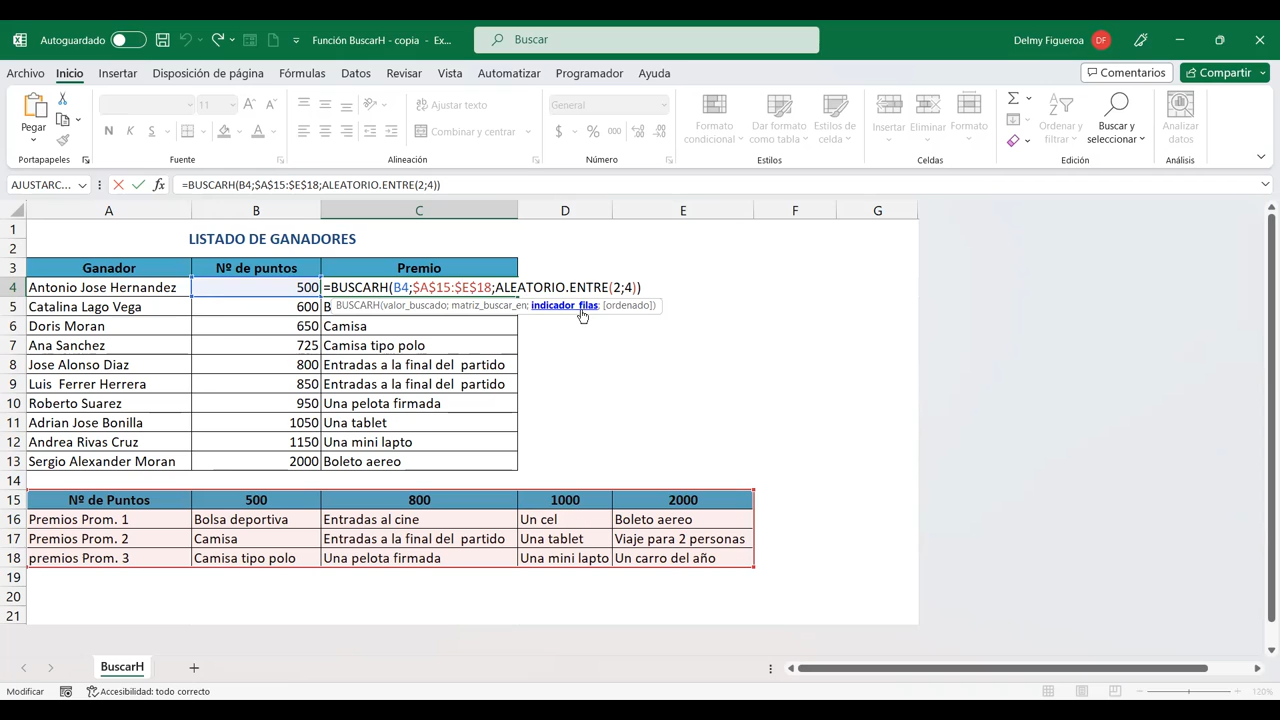 Autoguardado Función BuscarH - copia - Ex... Buscar Delmy Figueroa DF
Archivo Inicio Insertar Disposición de página Fórmulas Datos Revisar Vista Automatizar Programador Ayuda Comentarios Compartir
Pegar
N K S
11 A A
Ajustar texto
Combinar y centrar
General
$ % 000
Formato condicional
Dar formato como tabla
Estilos de celda
Insertar Eliminar Formato
Ordenar y filtrar
Buscar y seleccionar
Analizar datos
Portapapeles Fuente Alineación Número Estilos Celdas Edición Análisis
AJUSTARC... fx =BUSCARH(B4;$A$15:$E$18;ALEATORIO.ENTRE(2;4))
A B C D E F G
1
LISTADO DE GANADORES
2
3 Ganador Nº de puntos Premio
4 Antonio Jose Hernandez 500 =BUSCARH(B4;$A$15:$E$18;ALEATORIO.ENTRE(2;4))
5 Catalina Lago Vega 600 B BUSCARH(valor_buscado; matriz_buscar_en; indicador_filas; [ordenado])
6 Doris Moran 650 Camisa
7 Ana Sanchez 725 Camisa tipo polo
8 Jose Alonso Diaz 800 Entradas a la final del partido
9 Luis Ferrer Herrera 850 Entradas a la final del partido
10 Roberto Suarez 950 Una pelota firmada
11 Adrian Jose Bonilla 1050 Una tablet
12 Andrea Rivas Cruz 1150 Una mini lapto
13 Sergio Alexander Moran 2000 Boleto aereo
14
15 Nº de Puntos 500 800 1000 2000
16 Premios Prom. 1 Bolsa deportiva Entradas al cine Un cel Boleto aereo
17 Premios Prom. 2 Camisa Entradas a la final del partido Una tablet Viaje para 2 personas
18 premios Prom. 3 Camisa tipo polo Una pelota firmada Una mini lapto Un carro del año
19
20
21
BuscarH
Modificar Accesibilidad: todo correcto 120%